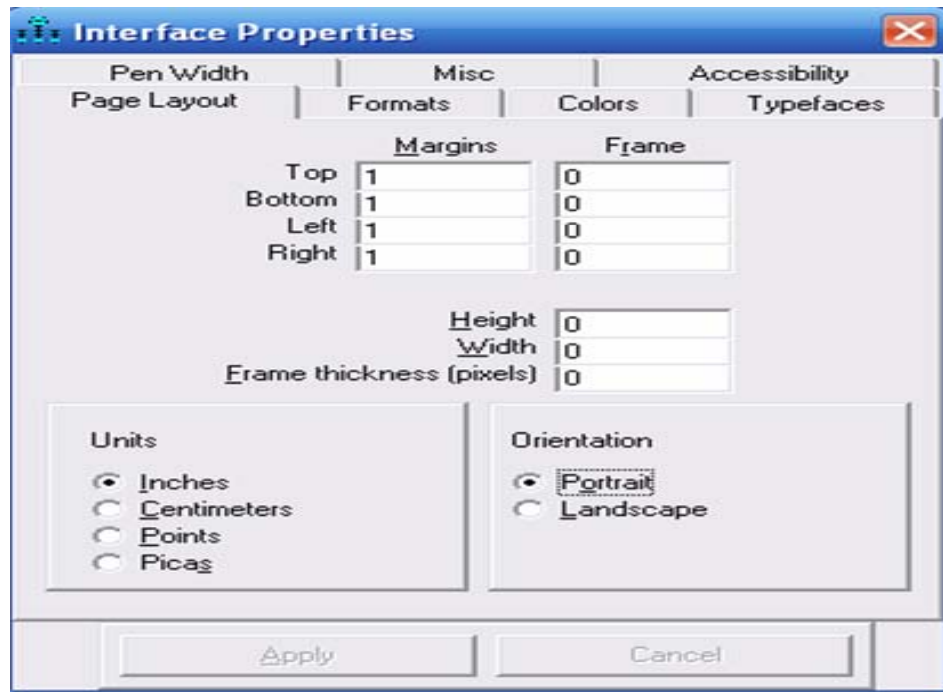 Interface Properties
Pen Width Misc Accessibility
Page Layout Formats Colors Typefaces
Margins Frame
Top 1 0
Bottom 1 0
Left 1 0
Right 1 0
Height 0
Width 0
Frame thickness (pixels) 0
Units Orientation
Inches Portrait
Centimeters Landscape
Points
Picas
Apply Cancel